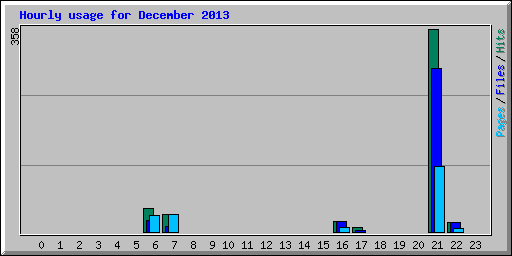 Hourly usage for December 2013
358
Pages/Files/Hits
0 1 2 3 4 5 6 7 8 9 10 11 12 13 14 15 16 17 18 19 20 21 22 23